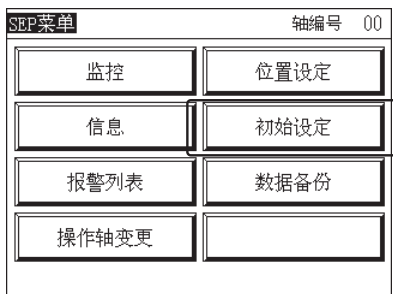 SEP菜单 轴编号 00
监控 位置设定
信息 初始设定
报警列表 数据备份
操作轴变更